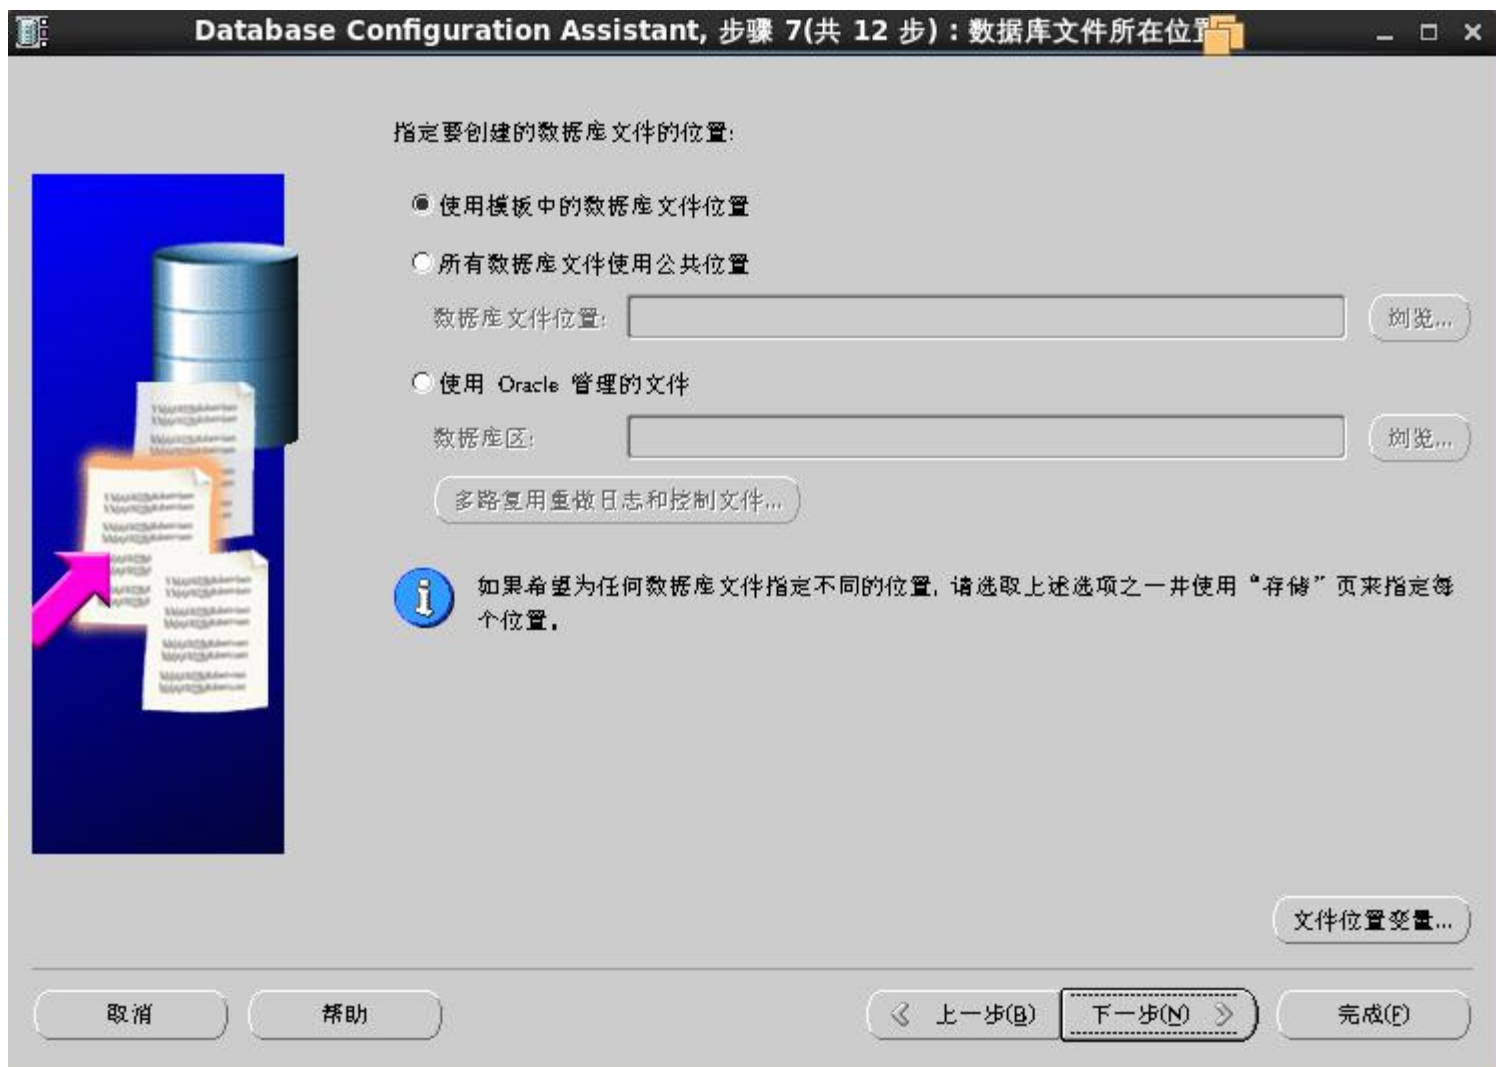 Database Configuration Assistant, 步骤 7(共 12 步) : 数据库文件所在位
指定要创建的数据库文件的位置:
使用模板中的数据库文件位置
所有数据库文件使用公共位置
数据库文件位置:
浏览...
使用 Oracle 管理的文件
数据库区:
浏览...
多路复用重做日志和控制文件...
如果希望为任何数据库文件指定不同的位置, 请选取上述选项之一并使用“存储”页来指定每
个位置。
文件位置变量...
取消
帮助
上一步(B)
下一步(N)
完成(F)